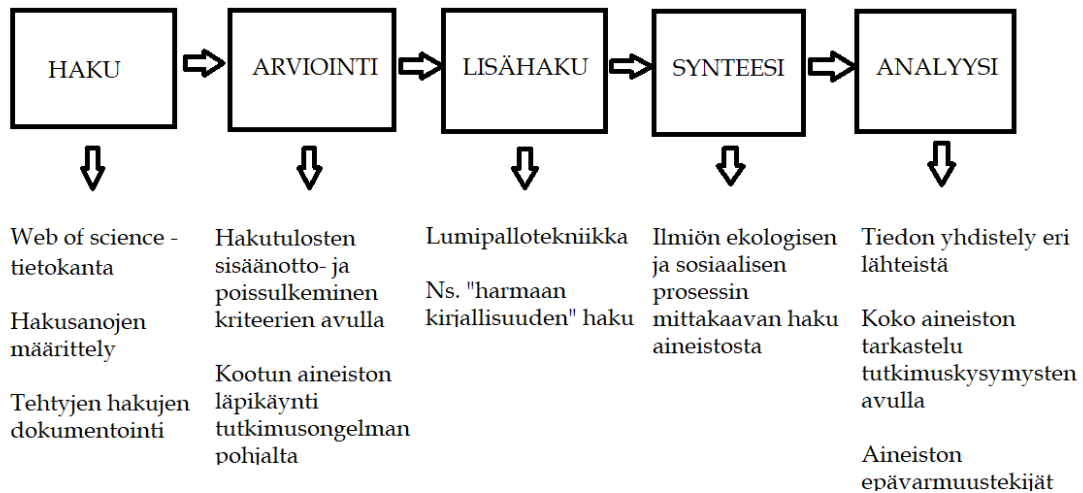 HAKU
ARVIOINTI
LISÄHAKU
SYNTEESI
ANALYYSI
Web of science -
tietokanta
Hakusanojen
määrittely
Tehtyjen hakujen
dokumentointi
Hakutulosten
sisäänotto- ja
poissulkeminen
kriteerien avulla
Kootun aineiston
läpikäynti
tutkimusongelman
pohjalta
Lumipallotekniikka
Ns. "harmaan
kirjallisuuden" haku
Ilmiön ekologisen
ja sosiaalisen
prosessin
mittakaavan haku
aineistosta
Tiedon yhdistely eri
lähteistä
Koko aineiston
tarkastelu
tutkimuskysymysten
avulla
Aineiston
epävarmuustekijät